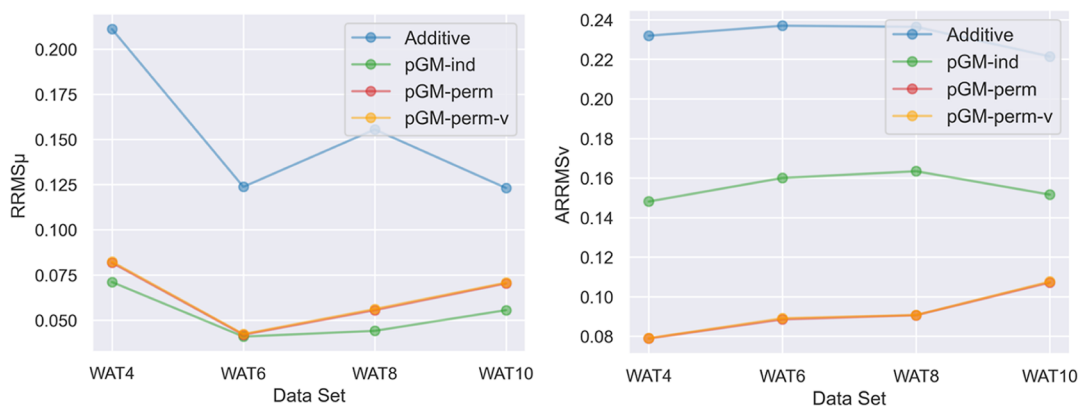 0.200
0.175
0.150
0.125
0.100
0.075
0.050
RRMSμ
Additive
pGM-ind
pGM-perm
pGM-perm-v
WAT4 WAT6 WAT8 WAT10
Data Set
0.24
0.22
0.20
0.18
0.16
0.14
0.12
0.10
0.08
ARRMSv
Additive
pGM-ind
pGM-perm
pGM-perm-v
WAT4 WAT6 WAT8 WAT10
Data Set